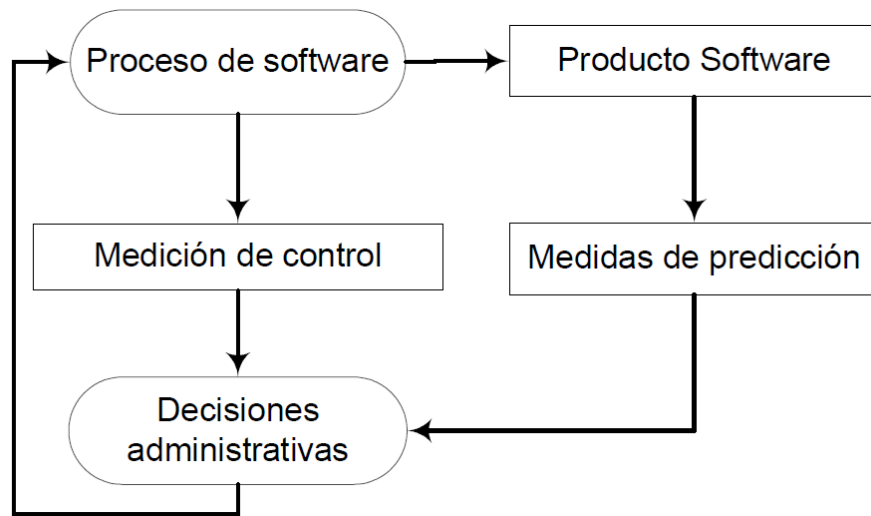 Proceso de software
Producto Software
Medición de control
Medidas de predicción
Decisiones
administrativas